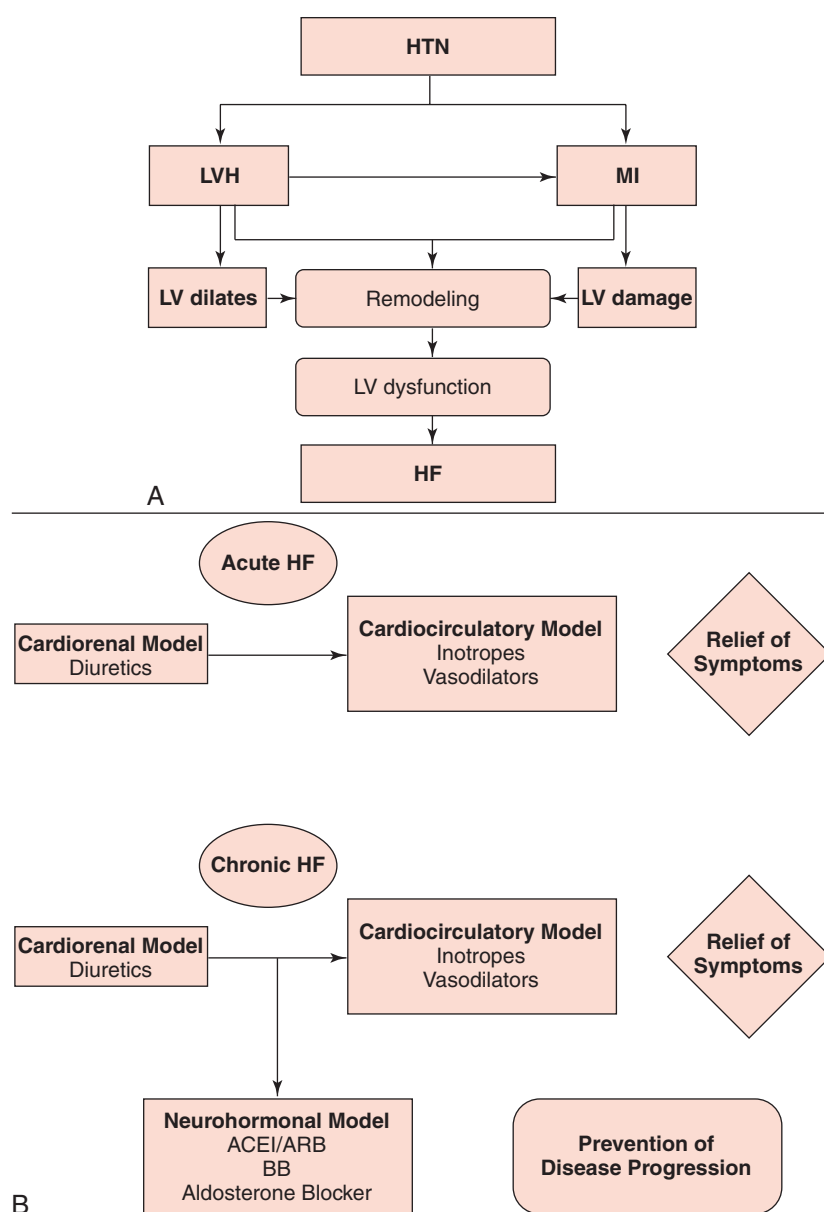 HTN
LVH
MI
LV dilates
Remodeling
LV damage
LV dysfunction
HF
A
Acute HF
Cardiorenal Model
Diuretics
Cardiocirculatory Model
Inotropes
Vasodilators
Relief of
Symptoms
Chronic HF
Cardiorenal Model
Diuretics
Cardiocirculatory Model
Inotropes
Vasodilators
Relief of
Symptoms
Neurohormonal Model
ACEI/ARB
BB
Aldosterone Blocker
Prevention of
Disease Progression
B